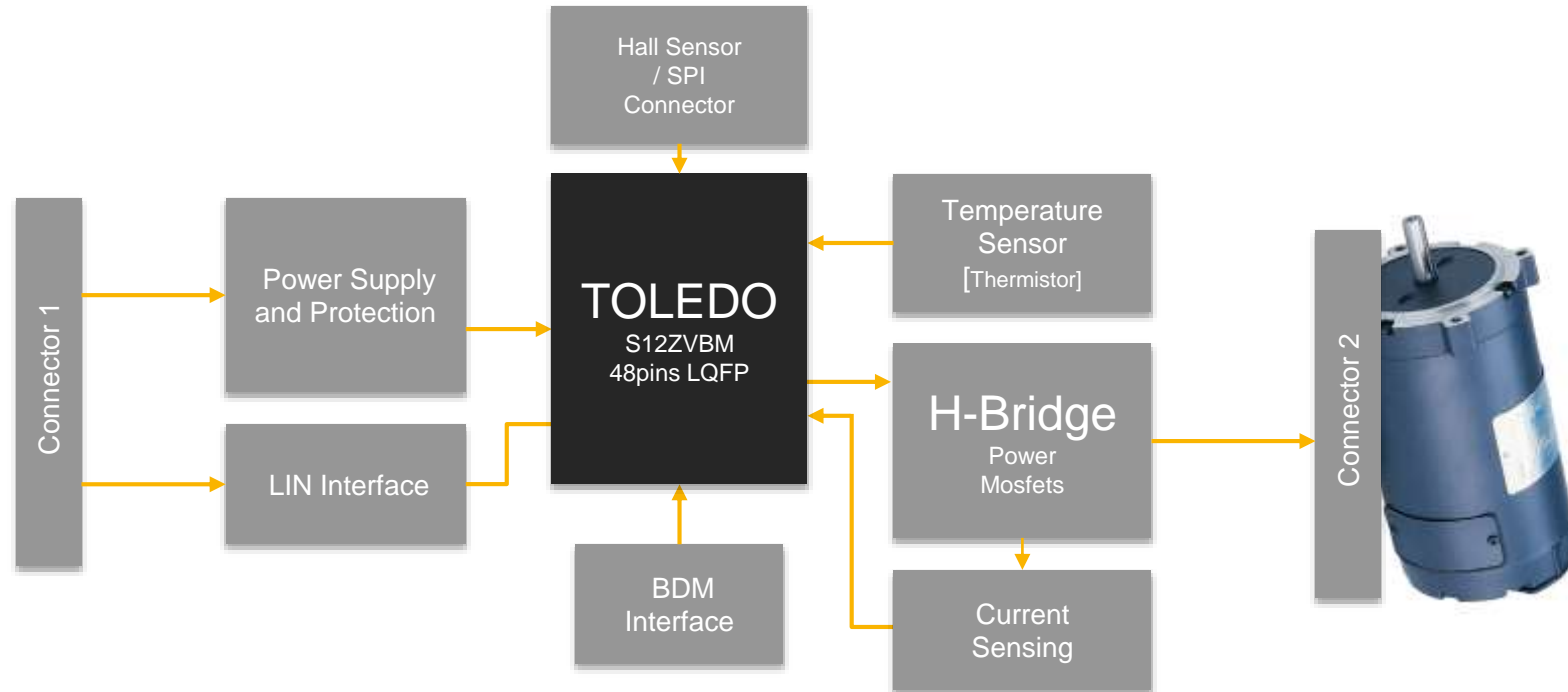 Hall Sensor
/ SPI
Connector
Connector 1
Power Supply
and Protection
LIN Interface
TOLEDO
S12ZVBM
48pins LQFP
BDM
Interface
Temperature
Sensor
[Thermistor]
H-Bridge
Power
Mosfets
Current
Sensing
Connector 2